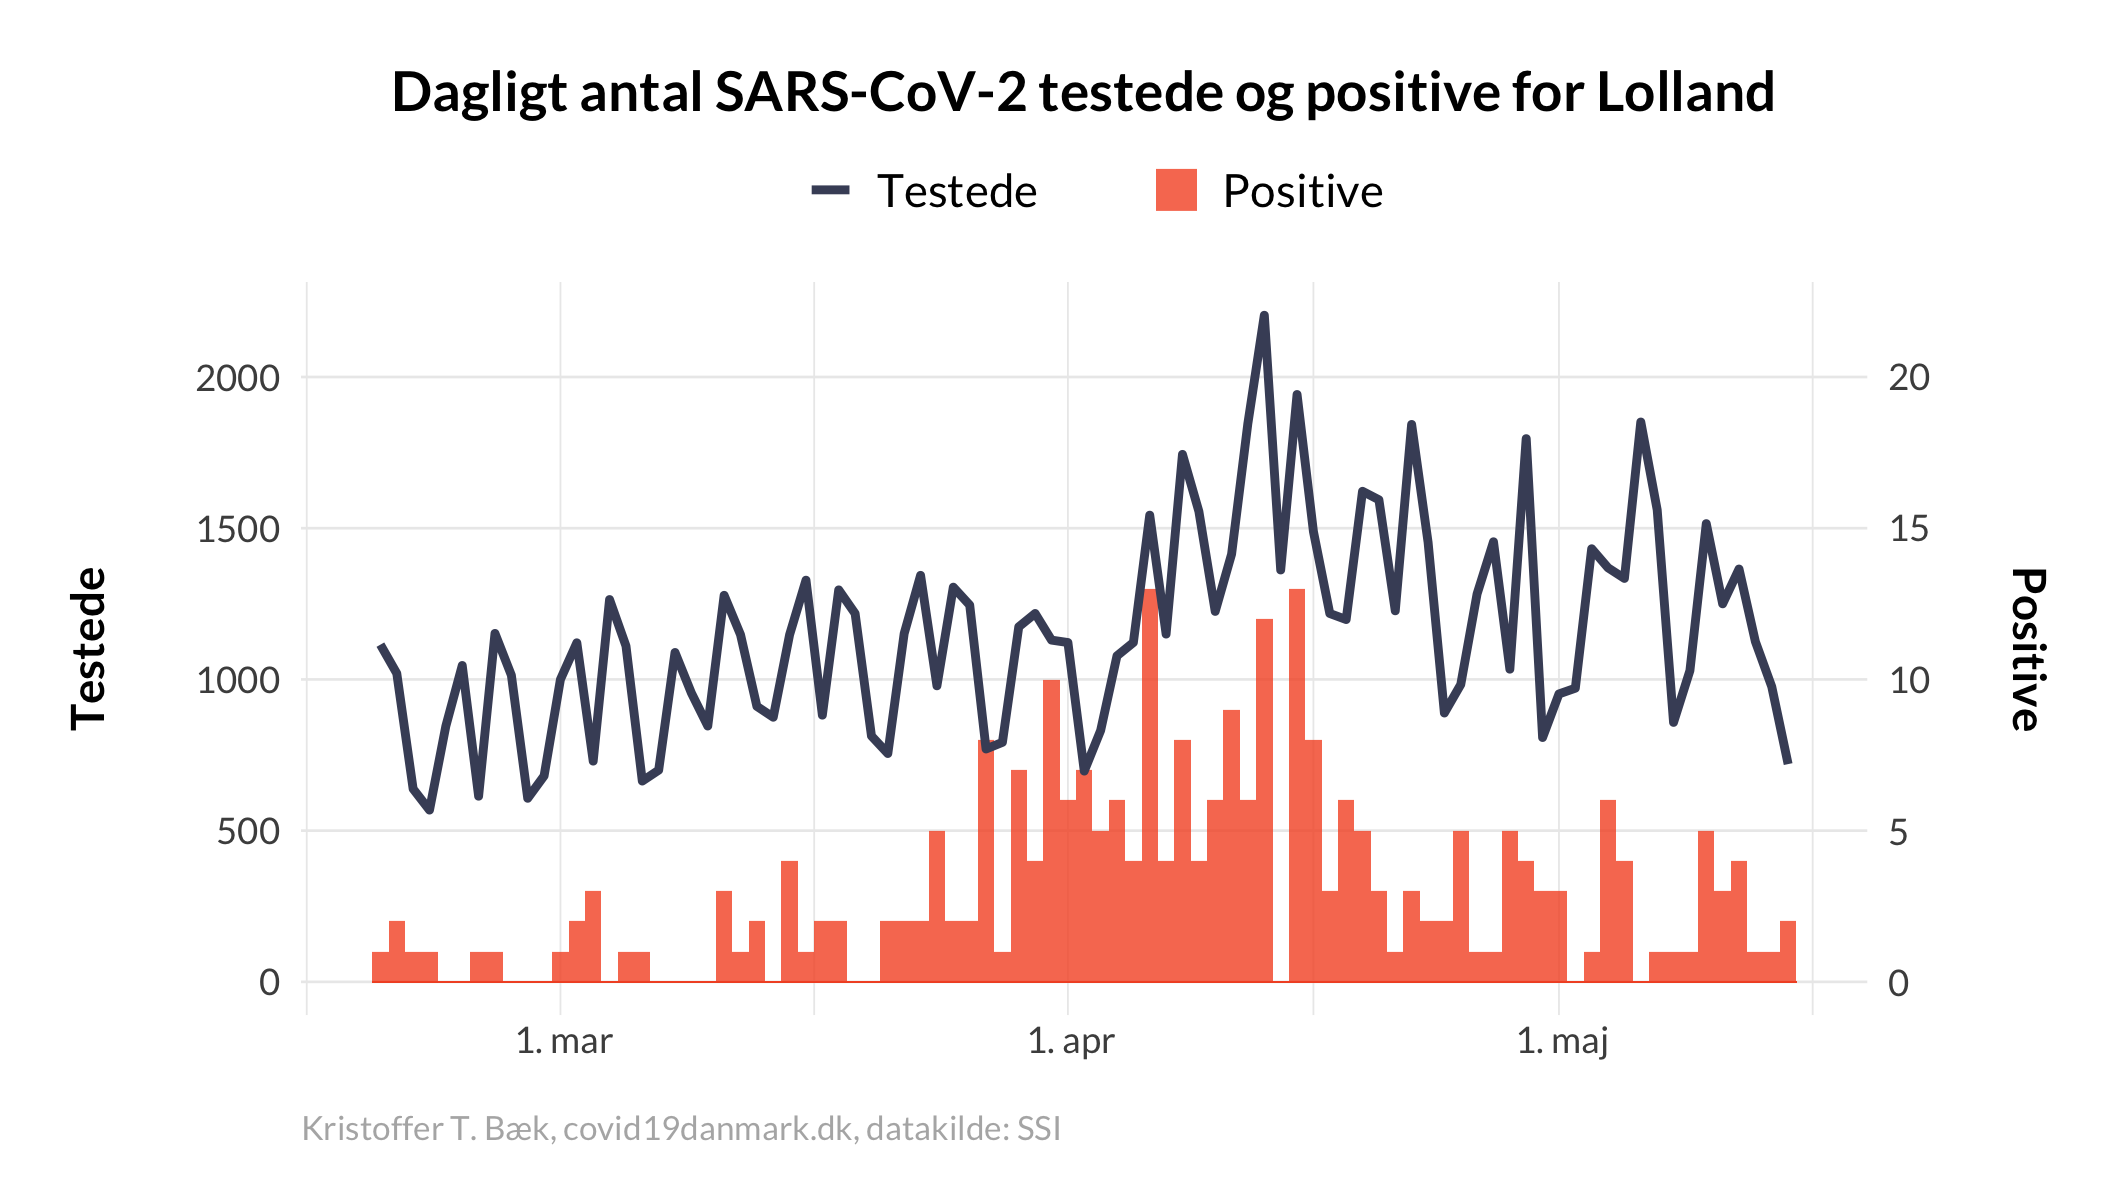 Dagligt antal SARS-CoV-2 testede og positive for Lolland
Testede
Positive
2000
1500
1000
500
0
20
15
10
5
0
Testede
Positive
1. mar
1. apr
1. maj
Kristoffer T. Bæk, covid19danmark.dk, datakilde: SSI